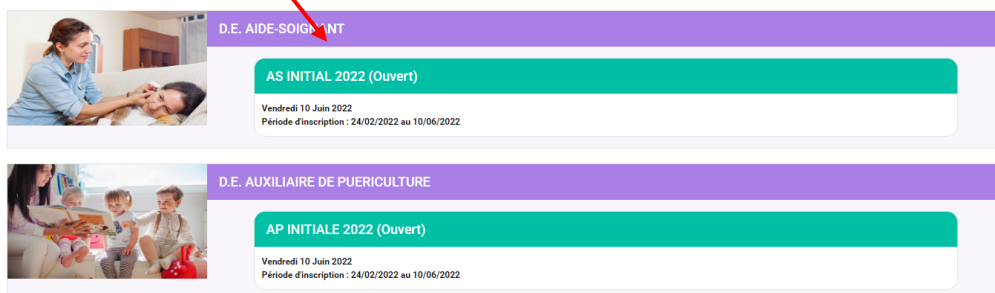 D.E. AIDE-SOIGNANT
AS INITIAL 2022 (Ouvert)
Vendredi 10 Juin 2022
Période d'inscription : 24/02/2022 au 10/06/2022
D.E. AUXILIAIRE DE PUERICULTURE
AP INITIALE 2022 (Ouvert)
Vendredi 10 Juin 2022
Période d'inscription : 24/02/2022 au 10/06/2022